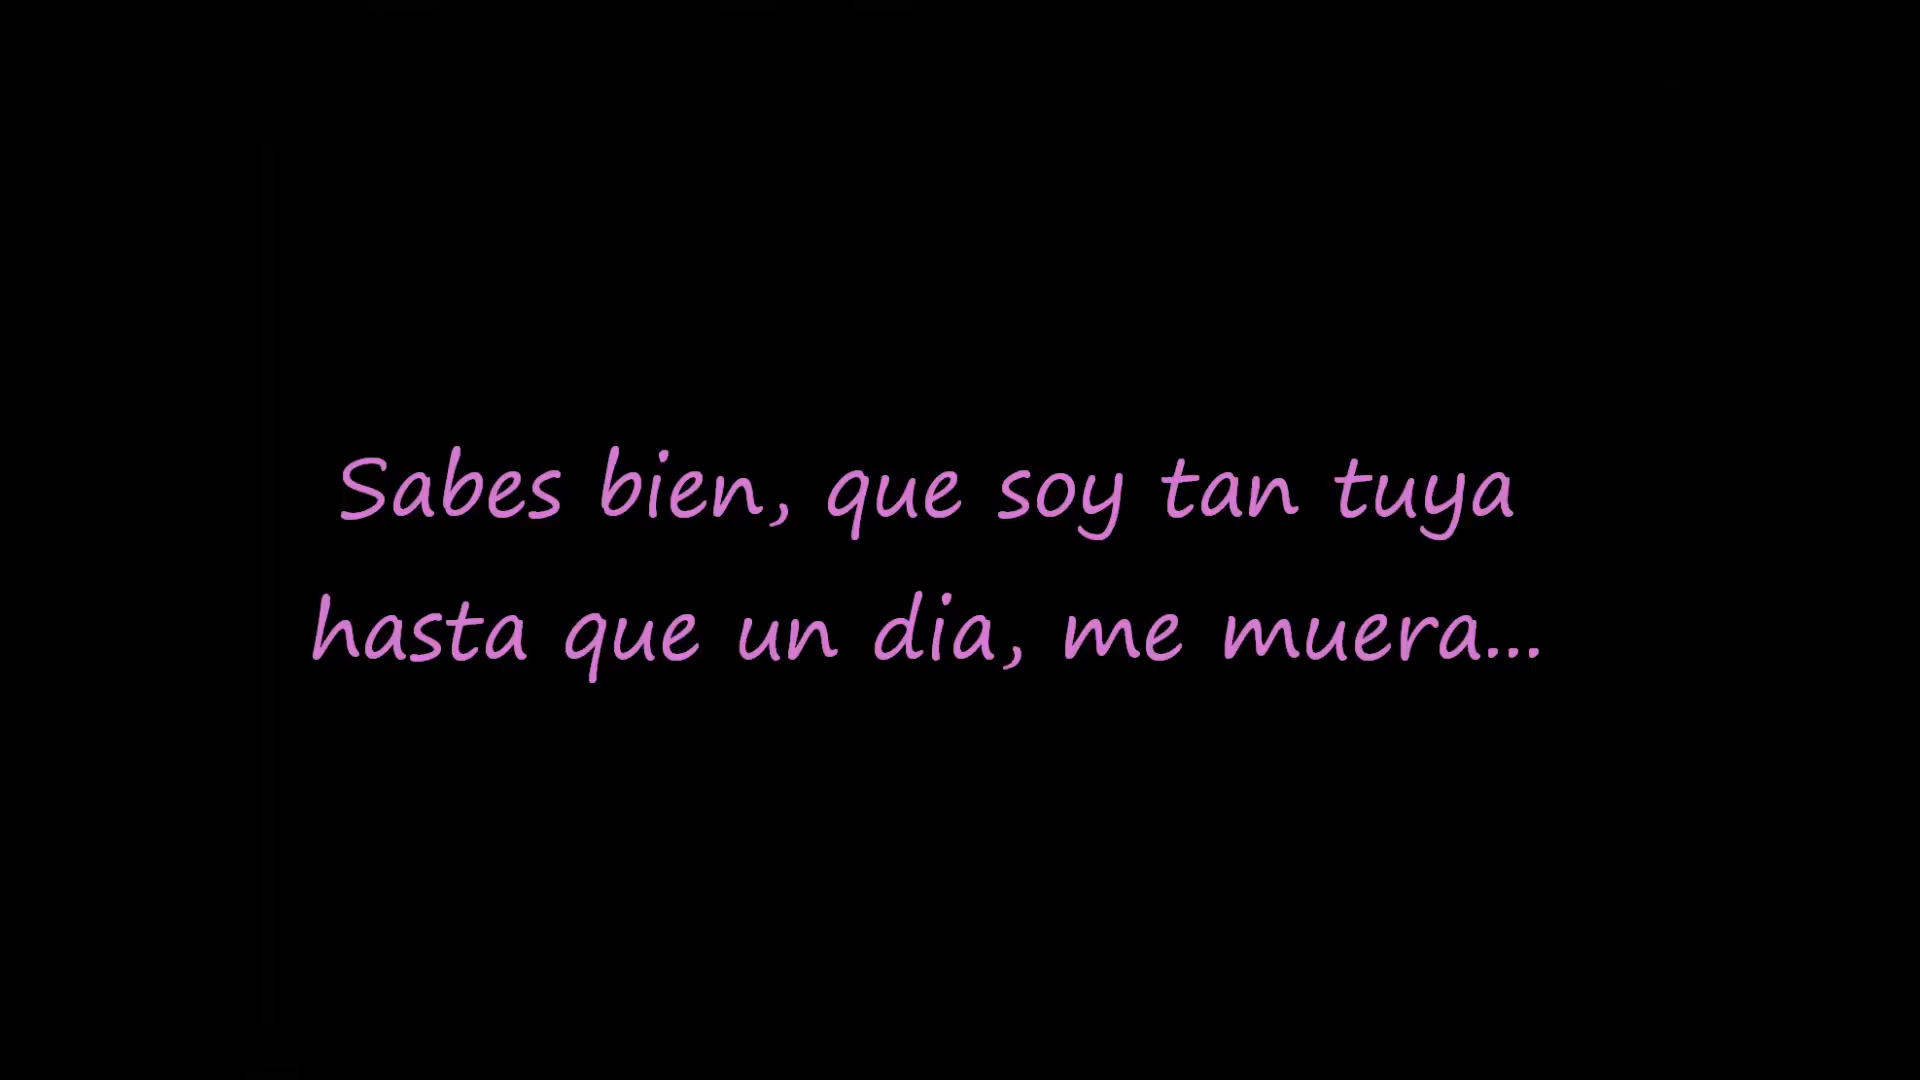 Sabes bien, que soy tan tuya
hasta que un dia, me muera...